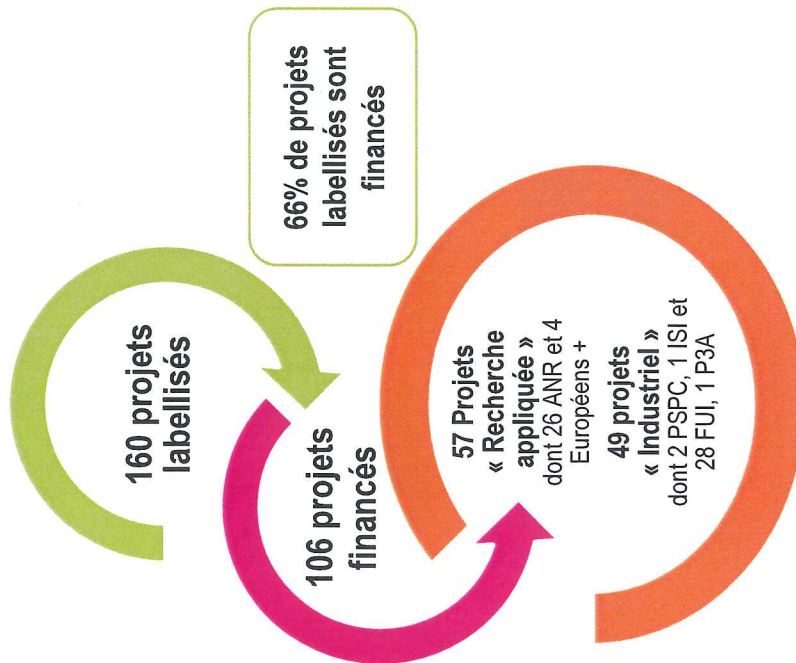 160 projets
labellisés
106 projets
financés
57 Projets
« Recherche
appliquée »
dont 26 ANR et 4
Européens +
49 projets
« Industriel »
dont 2 PSPC, 1 ISI et
28 FUI, 1 P3A
66% de projets
labellisés sont
financés